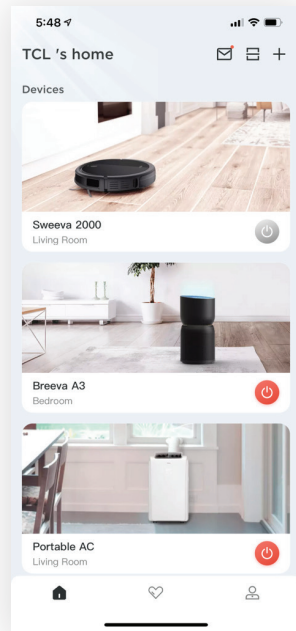 5:48
TCL 's home
Devices
Sweeva 2000
Living Room
Breeva A3
Bedroom
Portable AC
Living Room